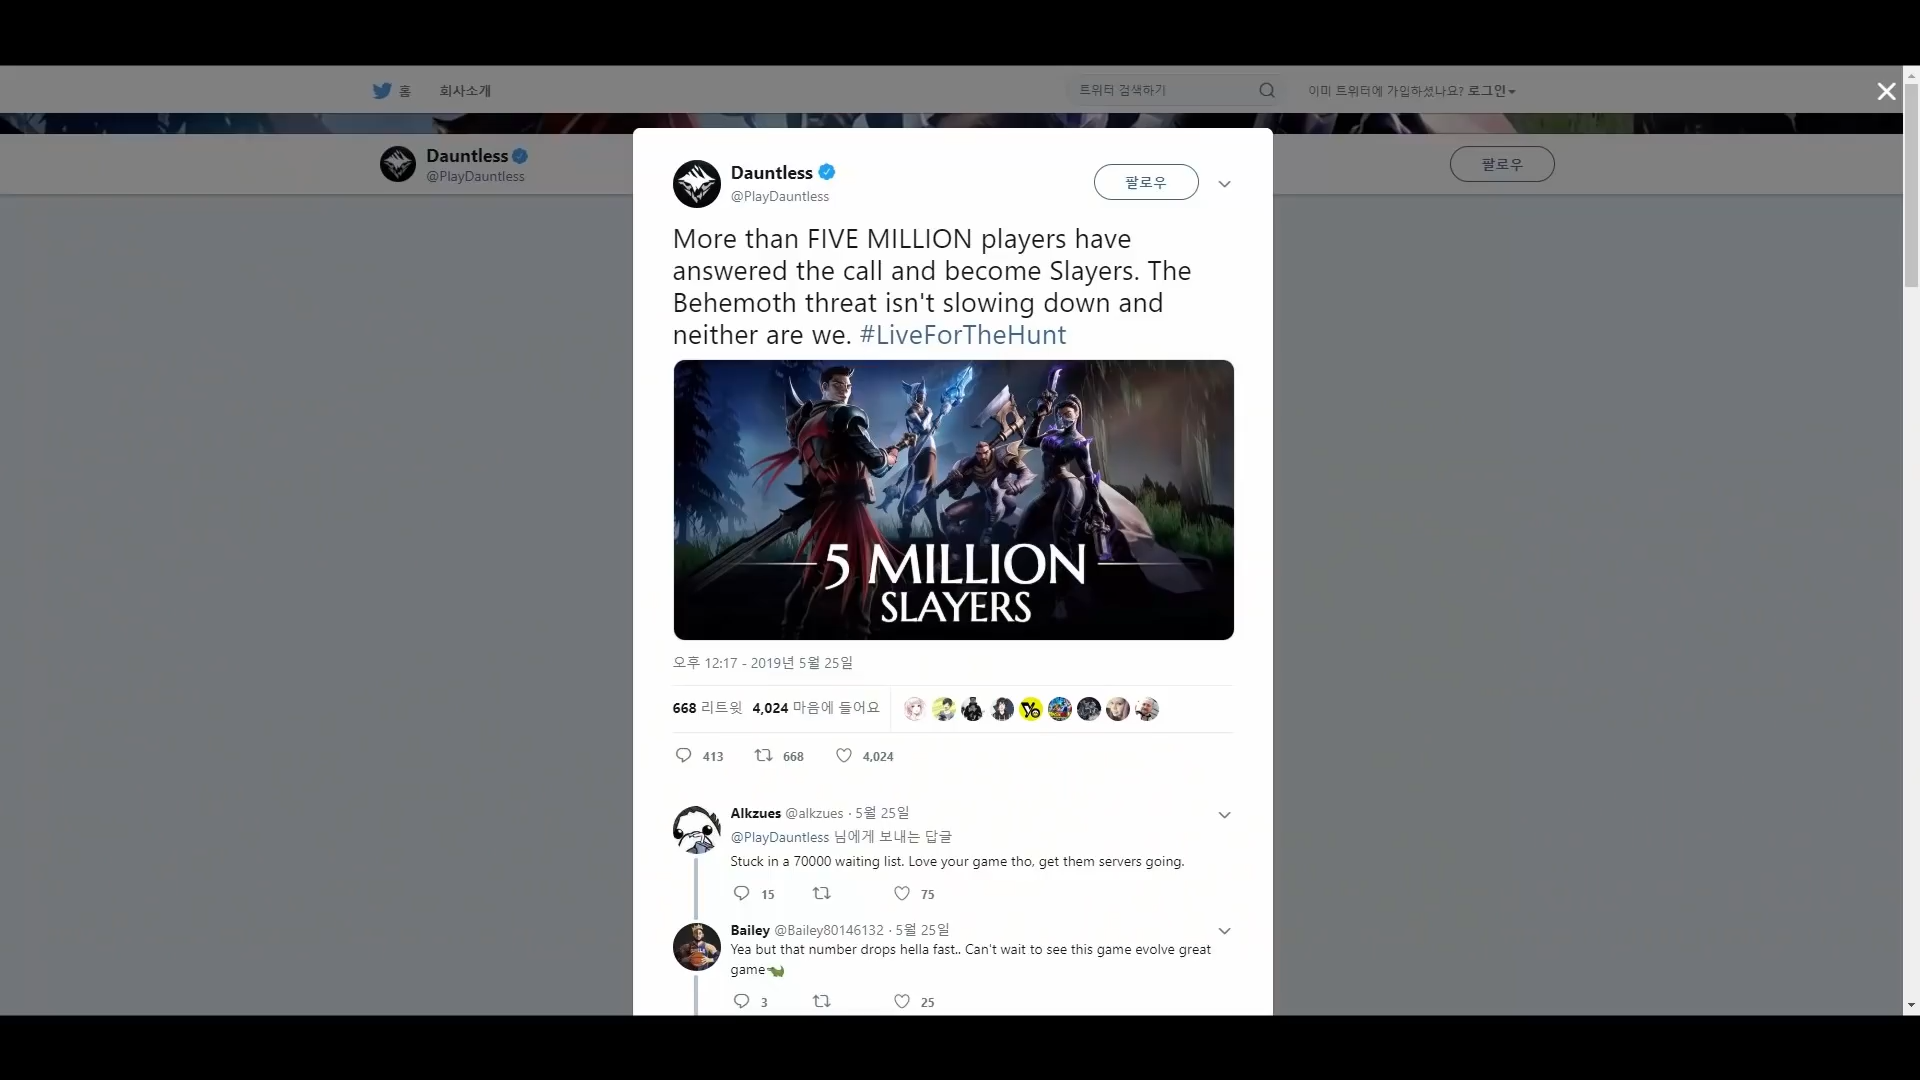 홈 회사소개 트위터 검색하기 이미 트위터에 가입하셨나요? 로그인
Dauntless
@PlayDauntless
팔로우
Dauntless
@PlayDauntless
팔로우
More than FIVE MILLION players have
answered the call and become Slayers. The
Behemoth threat isn't slowing down and
neither are we. #LiveForTheHunt
5 MILLION
SLAYERS
오후 12:17 - 2019년 5월 25일
668 리트윗 4,024 마음에 들어요
413 668 4,024
Alkzues @alkzues · 5월 25일
@PlayDauntless 님에게 보내는 답글
Stuck in a 70000 waiting list. Love your game tho, get them servers going.
15 75
Bailey @Bailey80146132 · 5월 25일
Yea but that number drops hella fast.. Can't wait to see this game evolve great
game
3 25